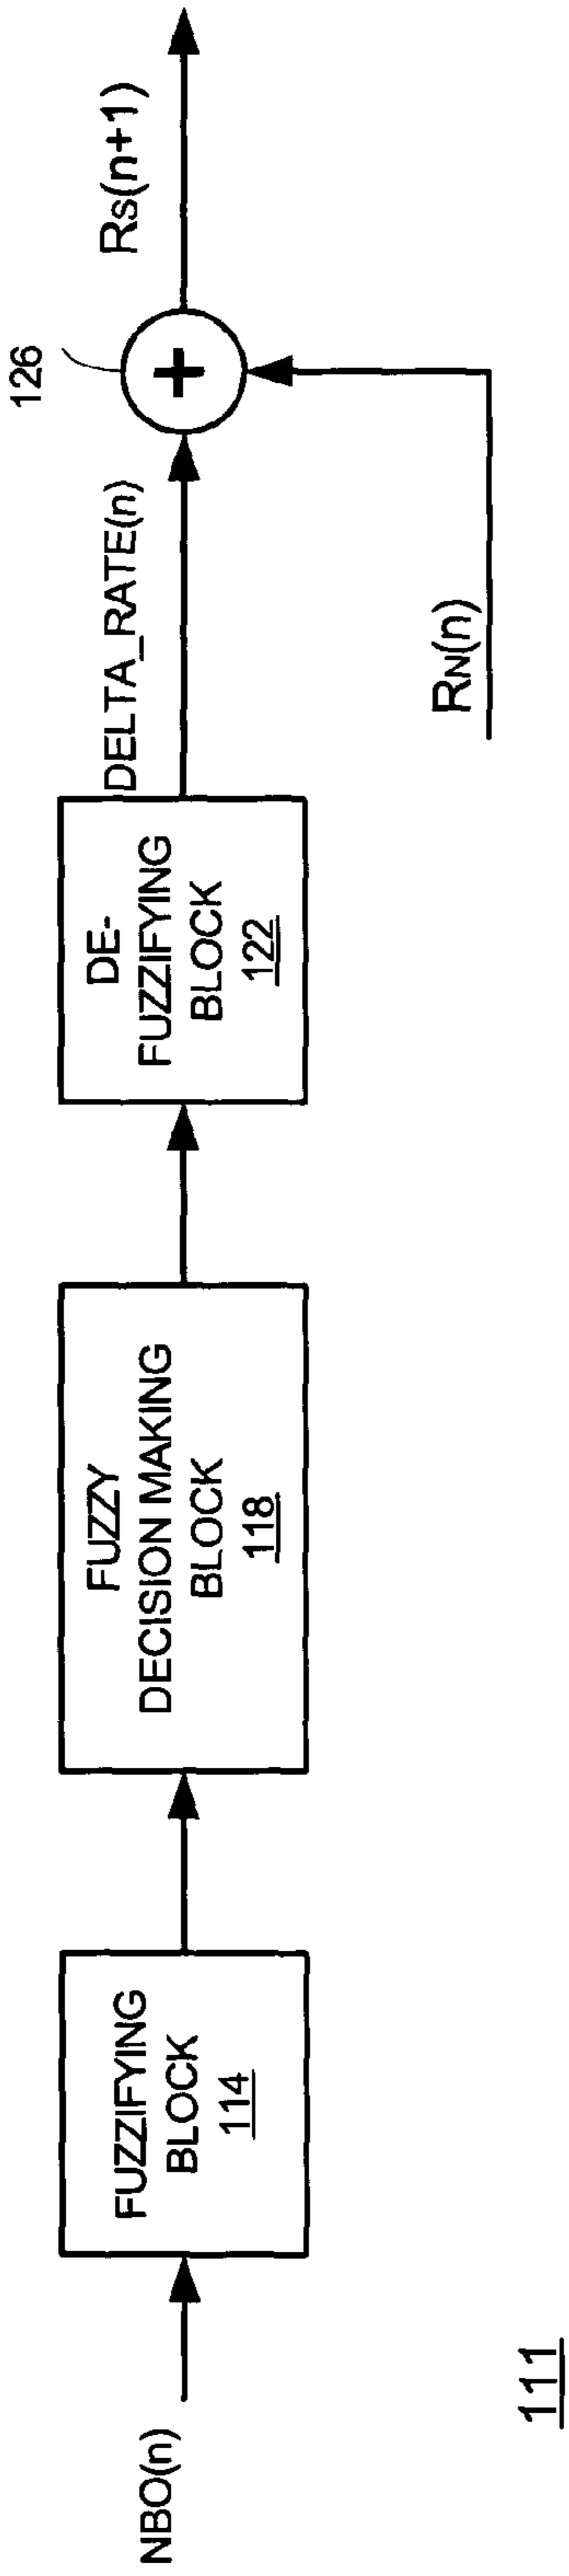 NBO(n)
FUZZIFYING
BLOCK
114
FUZZY
DECISION MAKING
BLOCK
118
DE-
FUZZIFYING
BLOCK
122
DELTA_RATE(n)
126
+
RS(n+1)
RN(n)
111